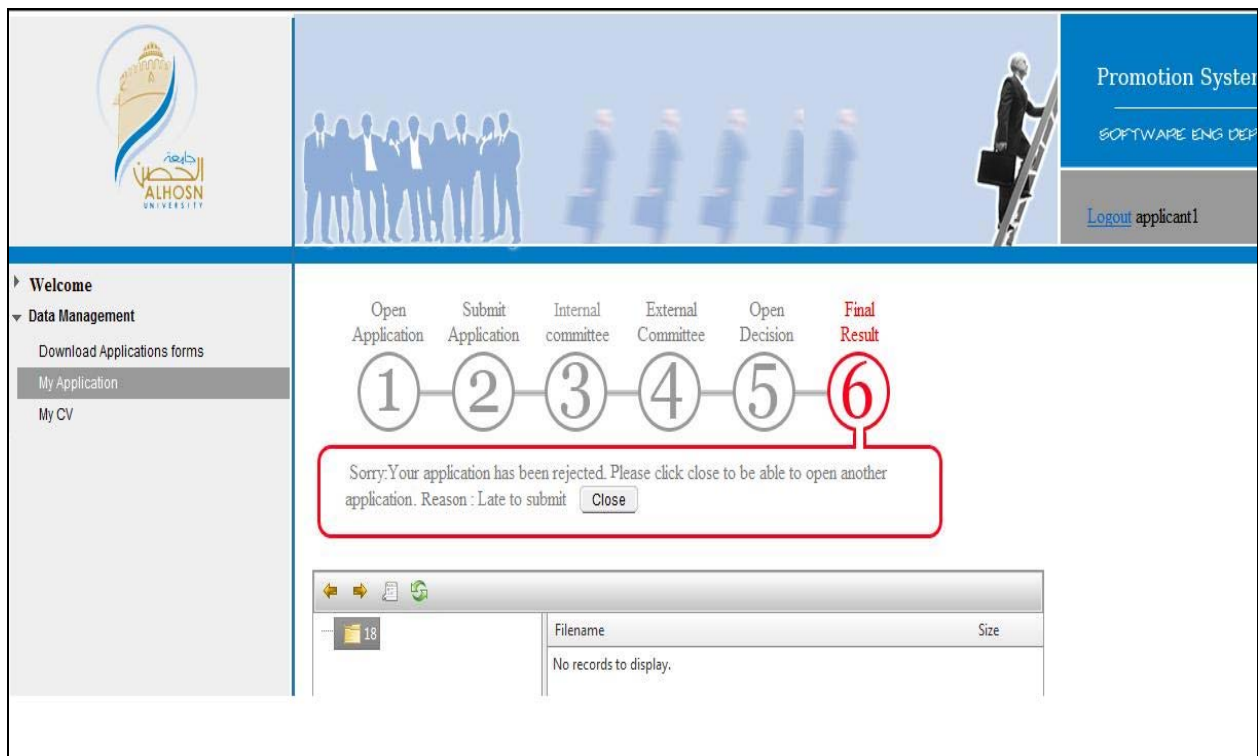 جامعة
الحصن
ALHOSN
UNIVERSITY
Promotion Syster
SOFTWARE ENG DEP
Logout applicant1
Welcome
Data Management
Download Applications forms
My Application
My CV
Open Application
Submit Application
Internal committee
External Committee
Open Decision
Final Result
1
2
3
4
5
6
Sorry:Your application has been rejected. Please click close to be able to open another
application. Reason : Late to submit Close
18
Filename Size
No records to display.